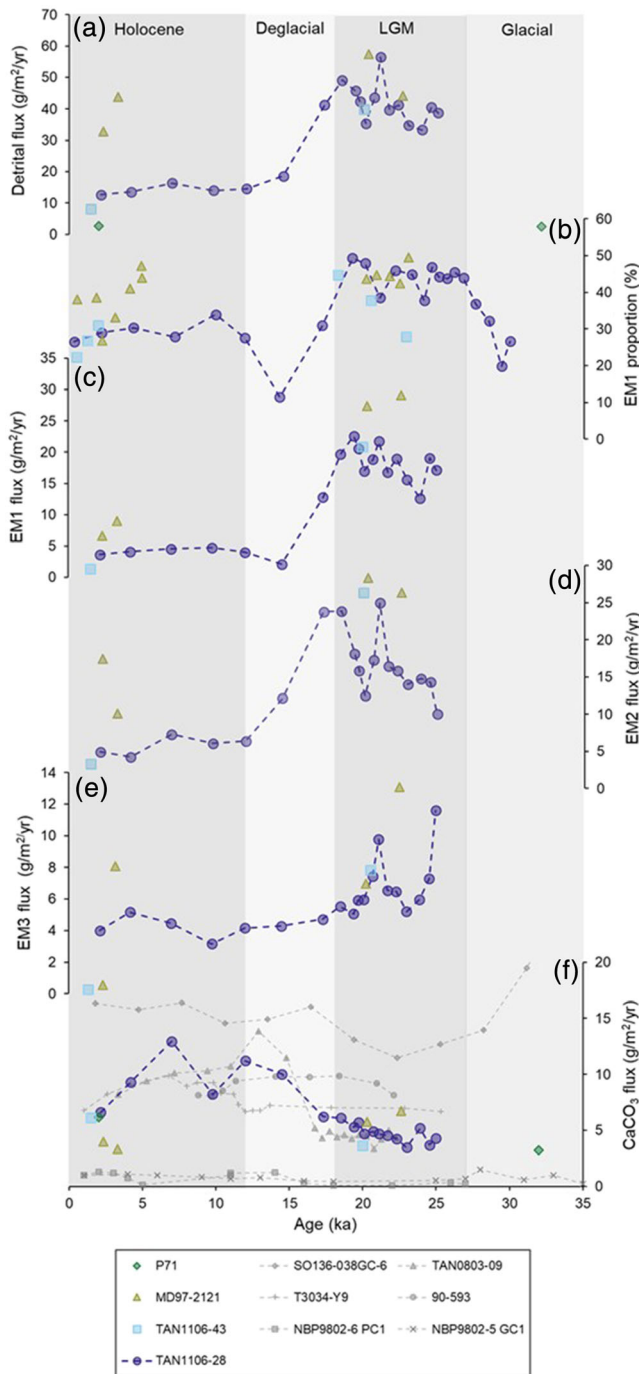 (a) Holocene Deglacial LGM Glacial
70
60
50
40
30
20
10
0
Detrital flux (g/m²/yr)
(b)
60
50
40
30
20
10
0
EM1 proportion (%)
(c)
35
30
25
20
15
10
5
0
EM1 flux (g/m²/yr)
(d)
30
25
20
15
10
5
0
EM2 flux (g/m²/yr)
(e)
14
12
10
8
6
4
2
0
EM3 flux (g/m²/yr)
(f)
20
15
10
5
0
CaCO₃ flux (g/m²/yr)
0 5 10 15 20 25 30 35
Age (ka)
P71 SO136-038GC-6 TAN0803-09
MD97-2121 T3034-Y9 90-593
TAN1106-43 NBP9802-6 PC1 NBP9802-5 GC1
TAN1106-28